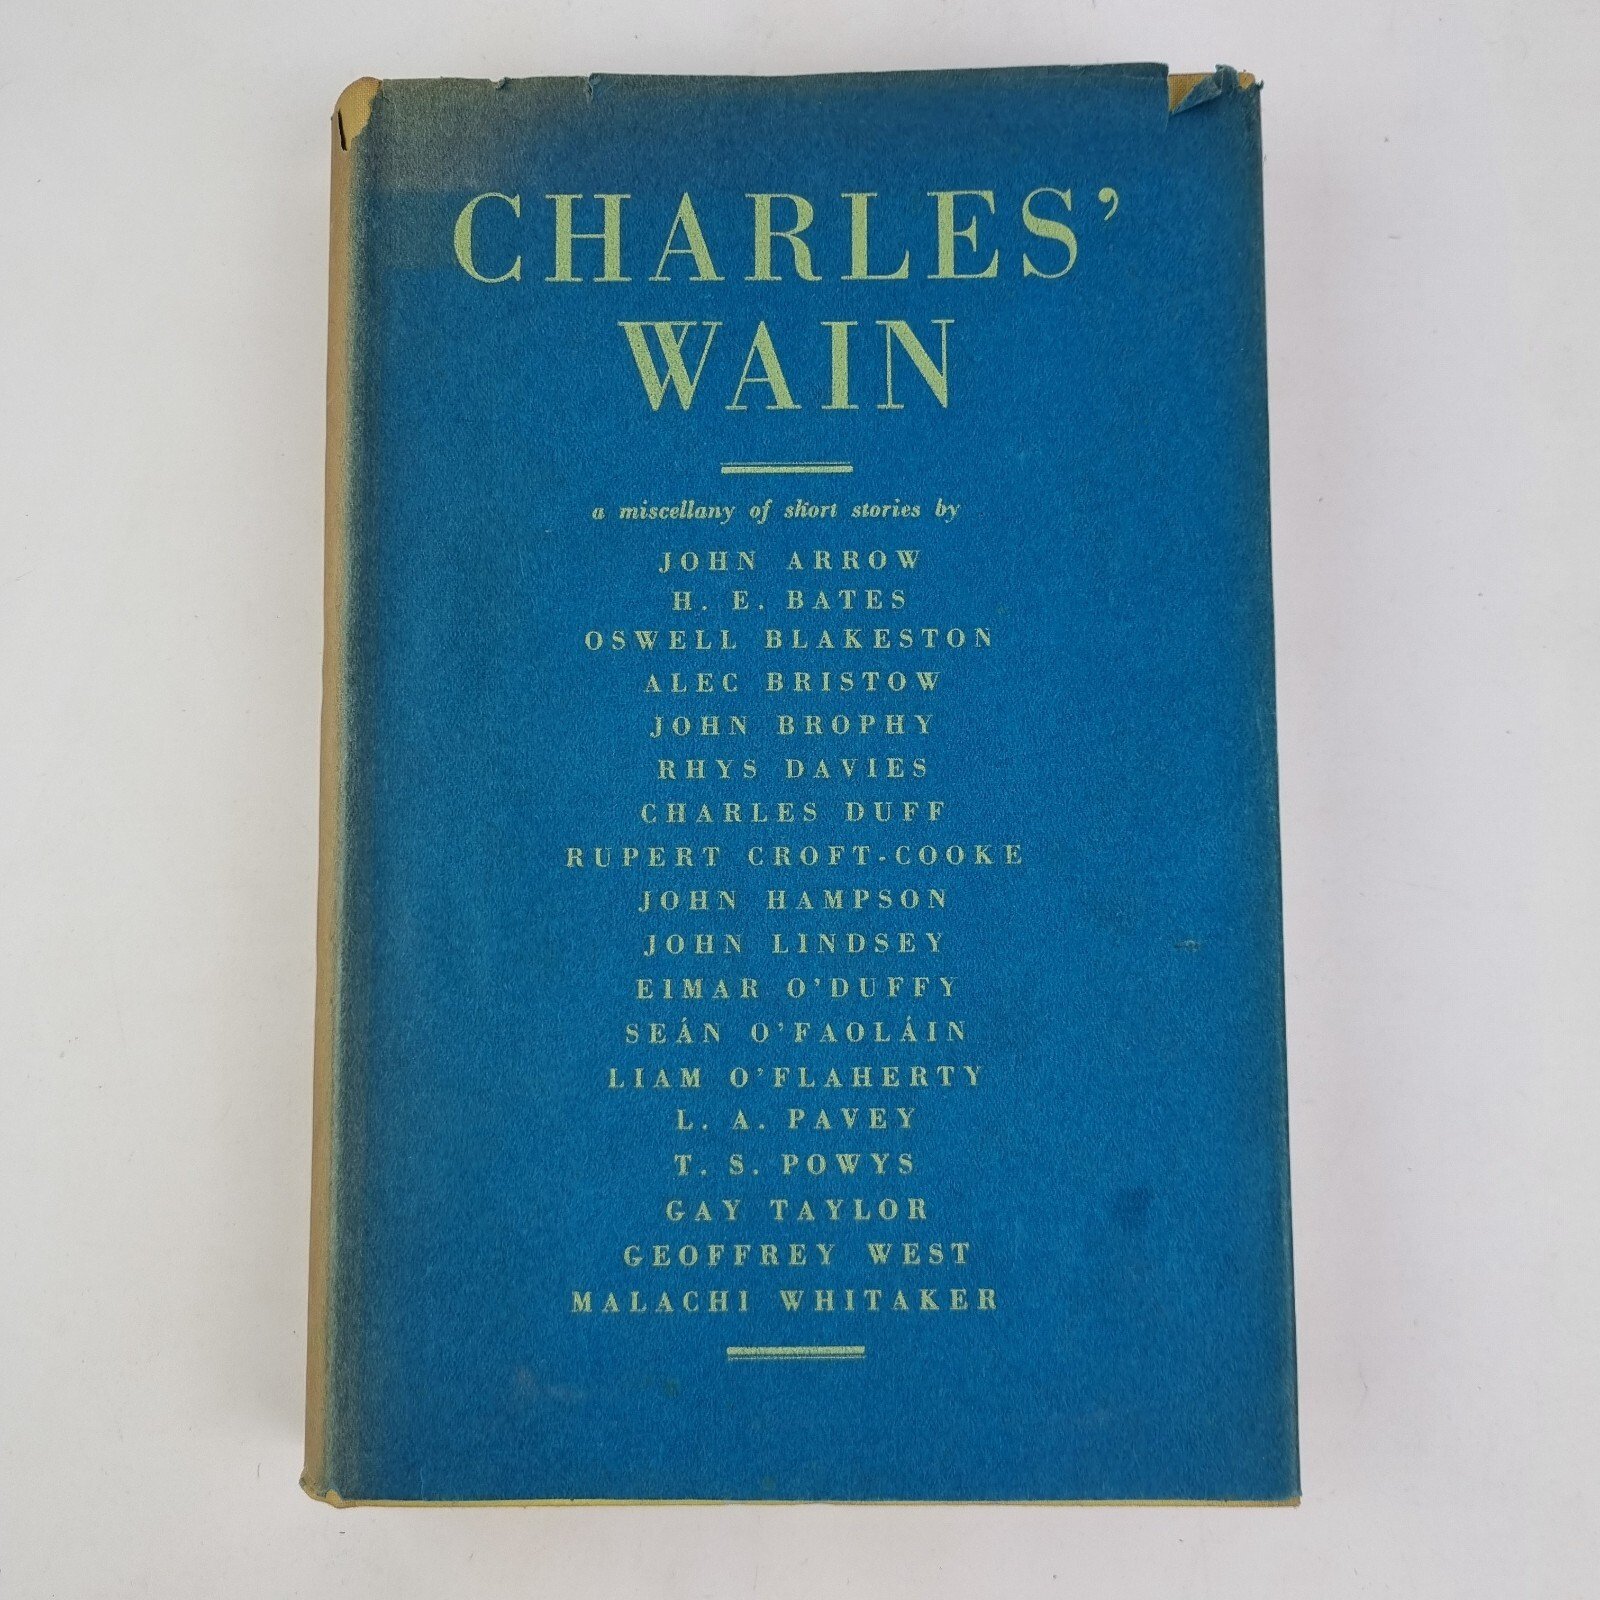 CHARLES’
WAIN
a miscellany of short stories by
JOHN ARROW
H. E. BATES
OSWELL BLAKESTON
ALEC BRISTOW
JOHN BROPHY
RHYS DAVIES
CHARLES DUFF
RUPERT CROFT-COOKE
JOHN HAMPSON
JOHN LINDSEY
EIMAR O’DUFFY
SEÁN O’FAOLÁIN
LIAM O’FLAHERTY
L. A. PAVEY
T. S. POWYS
GAY TAYLOR
GEOFFREY WEST
MALACHI WHITAKER